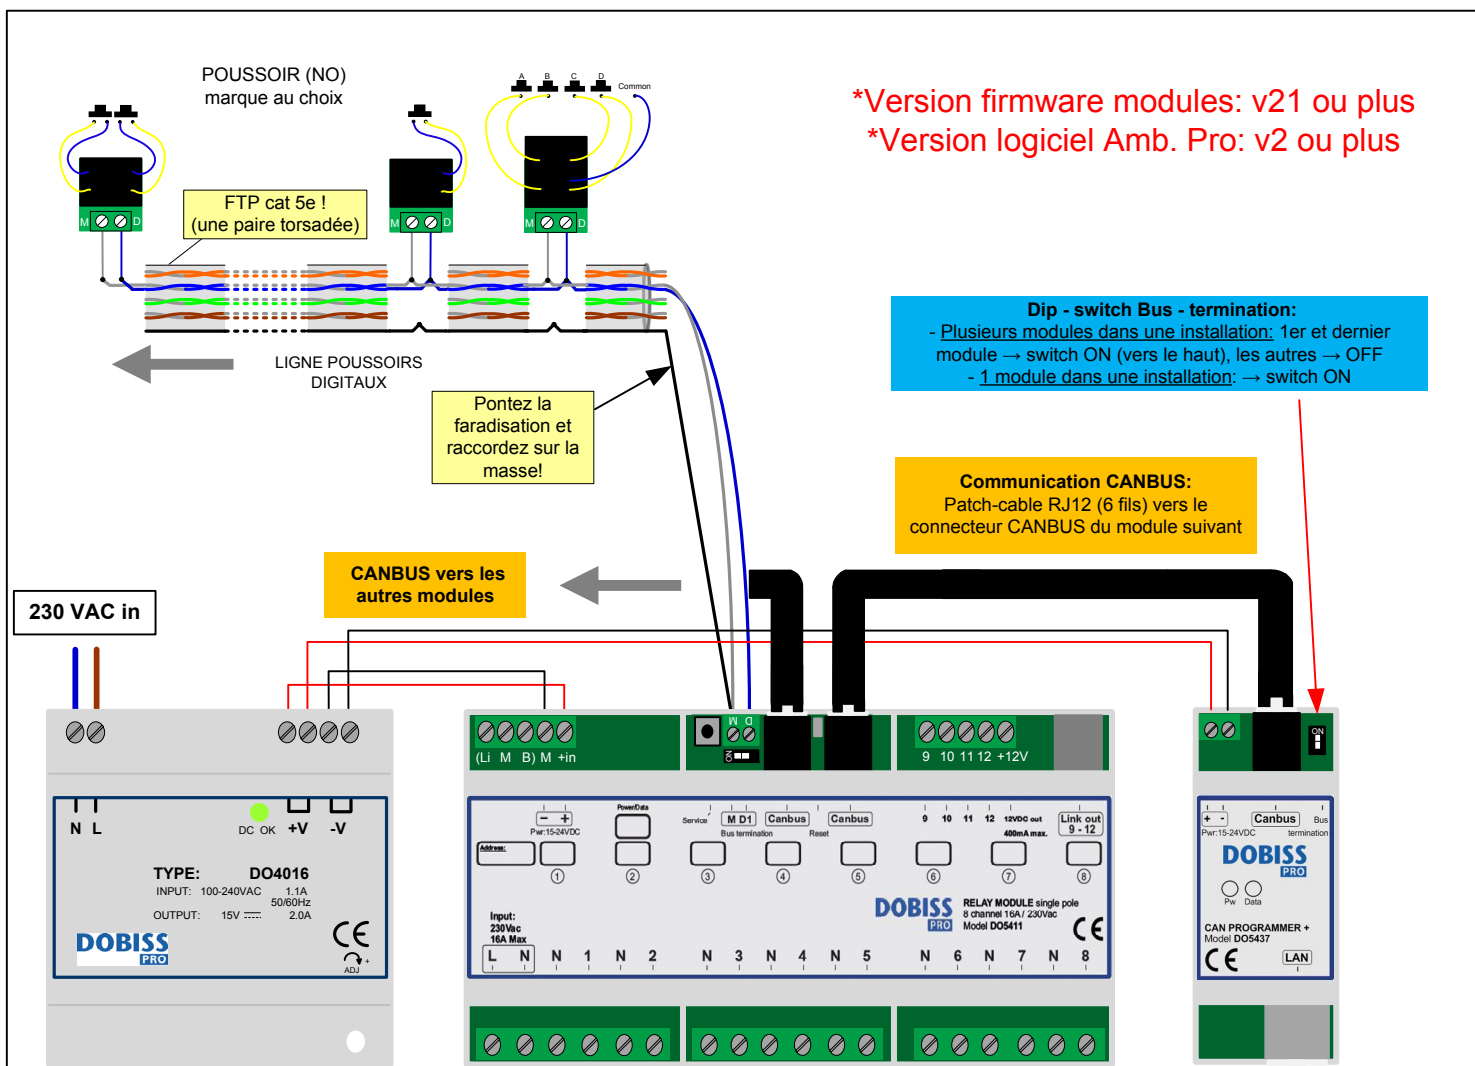 POUSSOIR (NO)
marque au choix
A B C D Common
*Version firmware modules: v21 ou plus
*Version logiciel Amb. Pro: v2 ou plus
FTP cat 5e !
(une paire torsadée)
M D
M D
M D
LIGNE POUSSOIRS
DIGITAUX
Pontez la
faradisation et
raccordez sur la
masse!
Dip - switch Bus - termination:
- Plusieurs modules dans une installation: 1er et dernier
module → switch ON (vers le haut), les autres → OFF
- 1 module dans une installation: → switch ON
Communication CANBUS:
Patch-cable RJ12 (6 fils) vers le
connecteur CANBUS du module suivant
CANBUS vers les
autres modules
230 VAC in
N L
DC OK +V -V
TYPE: DO4016
INPUT: 100-240VAC 1.1A
50/60Hz
OUTPUT: 15V 2.0A
DOBISS
PRO
CE
+
ADJ
(Li M B) M +in
M D
ON
9 10 11 12 +12V
- +
Pwr:15-24VDC
Power/Data
Service
M D1
Bus termination
Canbus
Reset
Canbus
9 10 11 12 12VDC out
400mA max.
Link out
9 - 12
Address:
1 2 3 4 5 6 7 8
Input:
230Vac
16A Max
DOBISS
PRO
RELAY MODULE single pole
8 channel 16A / 230Vac
Model DO5411
CE
L N N 1 N 2 N 3 N 4 N 5 N 6 N 7 N 8
ON
+ -
Pwr:15-24VDC
Canbus
Bus
termination
DOBISS
PRO
Pw Data
CAN PROGRAMMER +
Model DO5437
CE
LAN